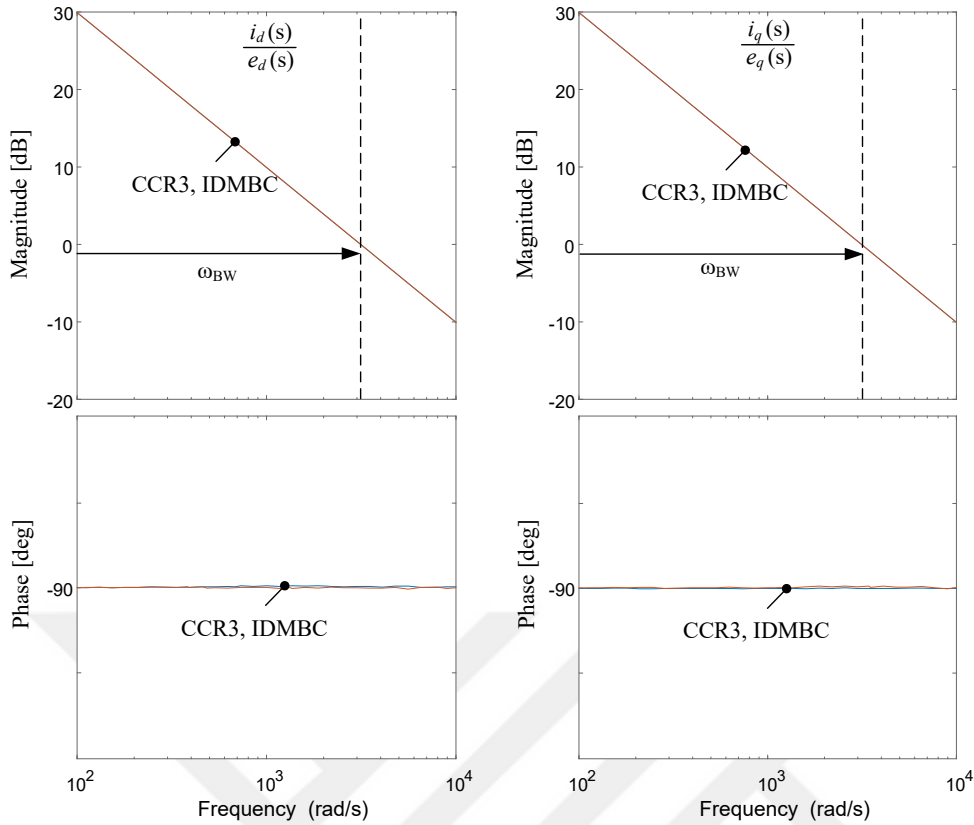 30
20
10
0
-10
-20
Magnitude [dB]
i_d(s)
e_d(s)
CCR3, IDMBC
ω_BW
30
20
10
0
-10
-20
Magnitude [dB]
i_q(s)
e_q(s)
CCR3, IDMBC
ω_BW
-90
Phase [deg]
CCR3, IDMBC
10^2
10^3
10^4
Frequency (rad/s)
-90
Phase [deg]
CCR3, IDMBC
10^2
10^3
10^4
Frequency (rad/s)